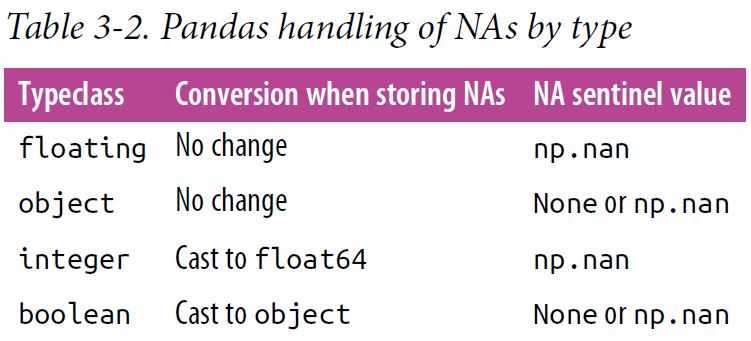 Table 3-2. Pandas handling of NAs by type
Typeclass Conversion when storing NAs NA sentinel value
floating No change np.nan
object No change None or np.nan
integer Cast to float64 np.nan
boolean Cast to object None or np.nan